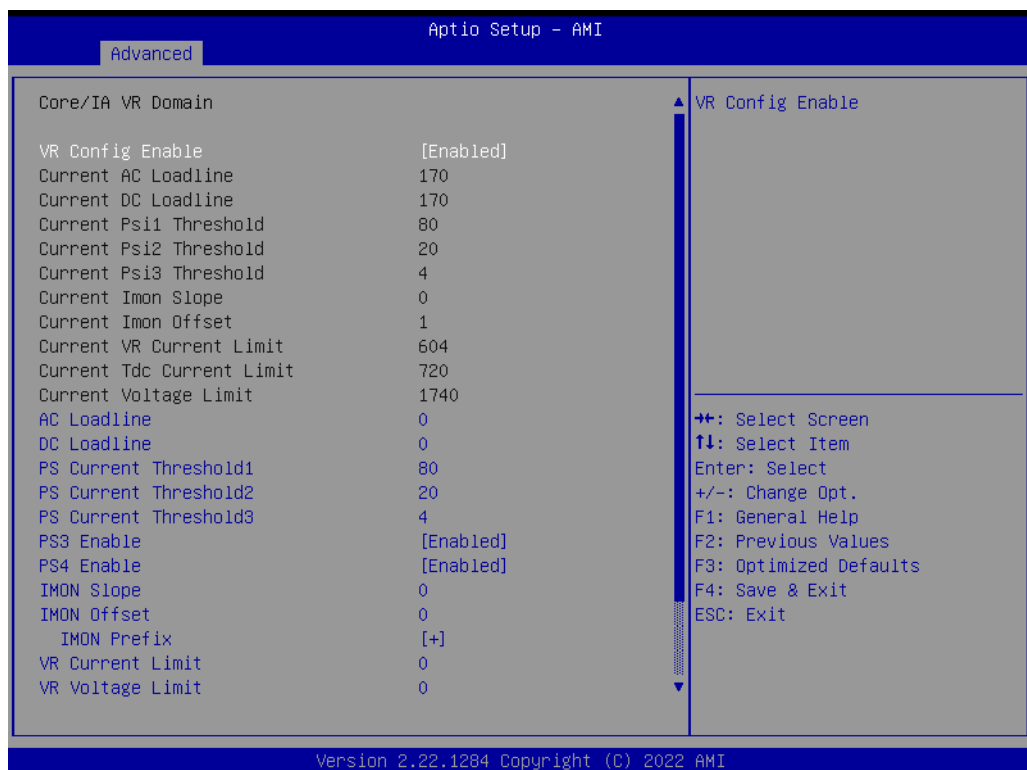 Aptio Setup - AMI
Advanced
Core/IA VR Domain
VR Config Enable [Enabled]
Current AC Loadline 170
Current DC Loadline 170
Current Psi1 Threshold 80
Current Psi2 Threshold 20
Current Psi3 Threshold 4
Current Imon Slope 0
Current Imon Offset 1
Current VR Current Limit 604
Current Tdc Current Limit 720
Current Voltage Limit 1740
AC Loadline 0
DC Loadline 0
PS Current Threshold1 80
PS Current Threshold2 20
PS Current Threshold3 4
PS3 Enable [Enabled]
PS4 Enable [Enabled]
IMON Slope 0
IMON Offset 0
IMON Prefix [+]
VR Current Limit 0
VR Voltage Limit 0
VR Config Enable
→←: Select Screen
↑↓: Select Item
Enter: Select
+/-: Change Opt.
F1: General Help
F2: Previous Values
F3: Optimized Defaults
F4: Save & Exit
ESC: Exit
Version 2.22.1284 Copyright (C) 2022 AMI